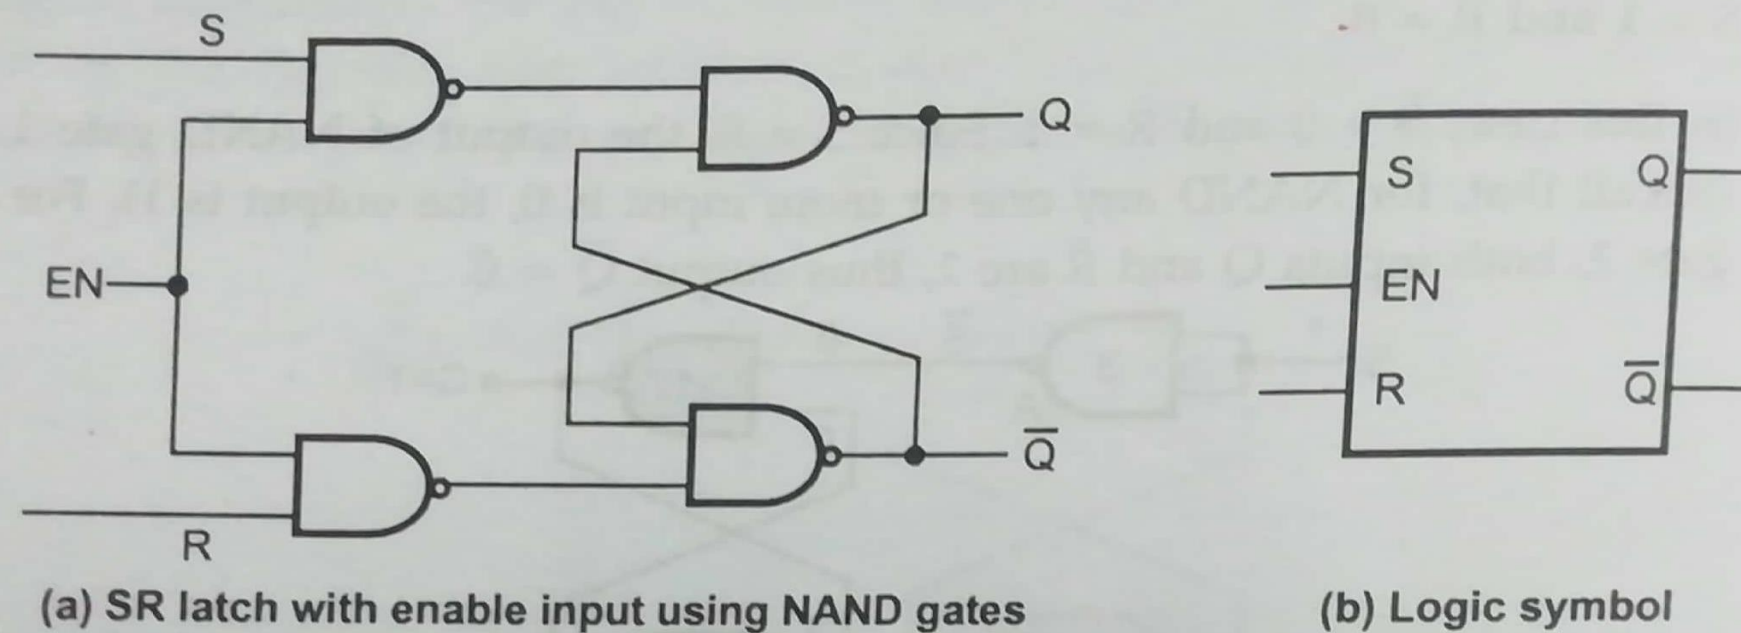 S
Q
EN
Q̅
R
(a) SR latch with enable input using NAND gates
S Q
EN
R Q̅
(b) Logic symbol